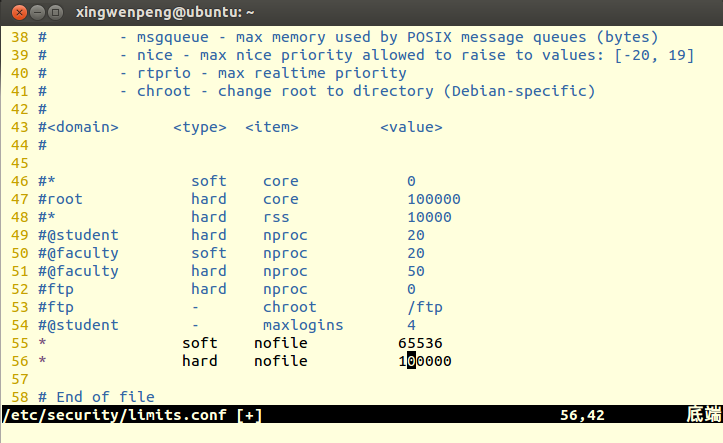 xingwenpeng@ubuntu: ~
38 #        - msgqueue - max memory used by POSIX message queues (bytes)
39 #        - nice - max nice priority allowed to raise to values: [-20, 19]
40 #        - rtprio - max realtime priority
41 #        - chroot - change root to directory (Debian-specific)
42 #
43 #<domain>      <type>  <item>         <value>
44 #
45
46 #*               soft    core            0
47 #root            hard    core            100000
48 #*               hard    rss             10000
49 #@student        hard    nproc           20
50 #@faculty        soft    nproc           20
51 #@faculty        hard    nproc           50
52 #ftp             hard    nproc           0
53 #ftp             -       chroot          /ftp
54 #@student        -       maxlogins       4
55 *               soft    nofile          65536
56 *               hard    nofile          100000
57
58 # End of file
/etc/security/limits.conf [+]                                 56,42         底端